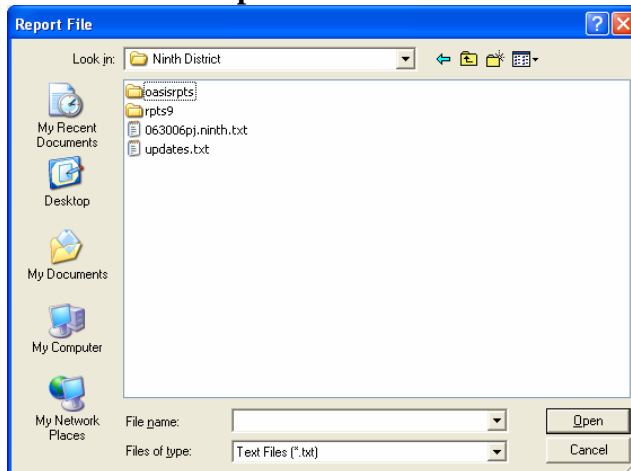 Report File
Look in: Ninth District
oasisrpts
rpts9
063006pj.ninth.txt
updates.txt
My Recent
Documents
Desktop
My Documents
My Computer
My Network
Places
File name:
Open
Files of type: Text Files (*.txt)
Cancel